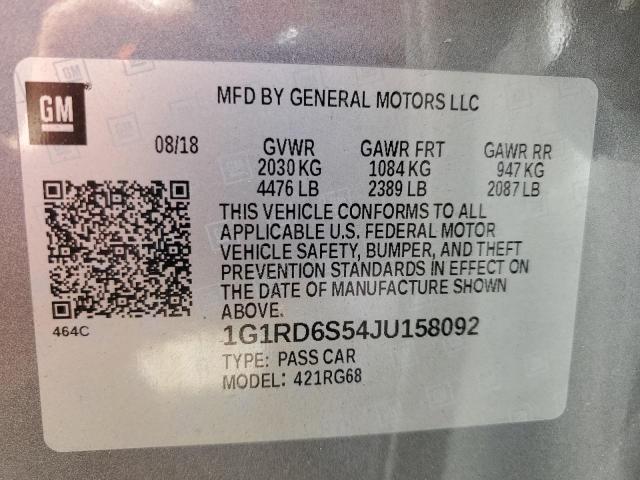 GM
MFD BY GENERAL MOTORS LLC
08/18 GVWR GAWR FRT GAWR RR
2030 KG 1084 KG 947 KG
4476 LB 2389 LB 2087 LB
THIS VEHICLE CONFORMS TO ALL
APPLICABLE U.S. FEDERAL MOTOR
VEHICLE SAFETY, BUMPER, AND THEFT
PREVENTION STANDARDS IN EFFECT ON
THE DATE OF MANUFACTURE SHOWN
ABOVE.
464C
1G1RD6S54JU158092
TYPE: PASS CAR
MODEL: 421RG68